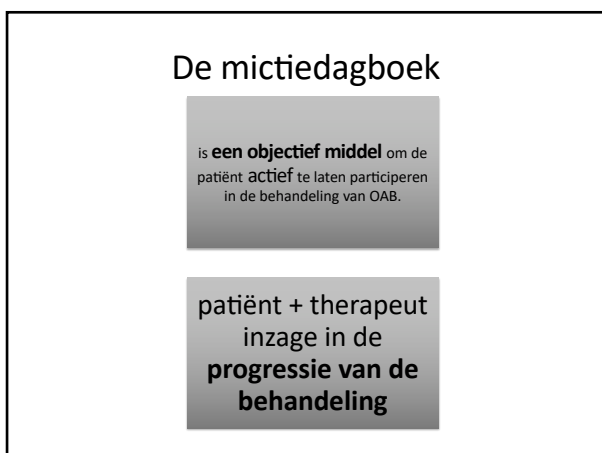 De mictiedagboek
is een objectief middel om de
patiënt actief te laten participeren
in de behandeling van OAB.
patiënt + therapeut
inzage in de
progressie van de
behandeling